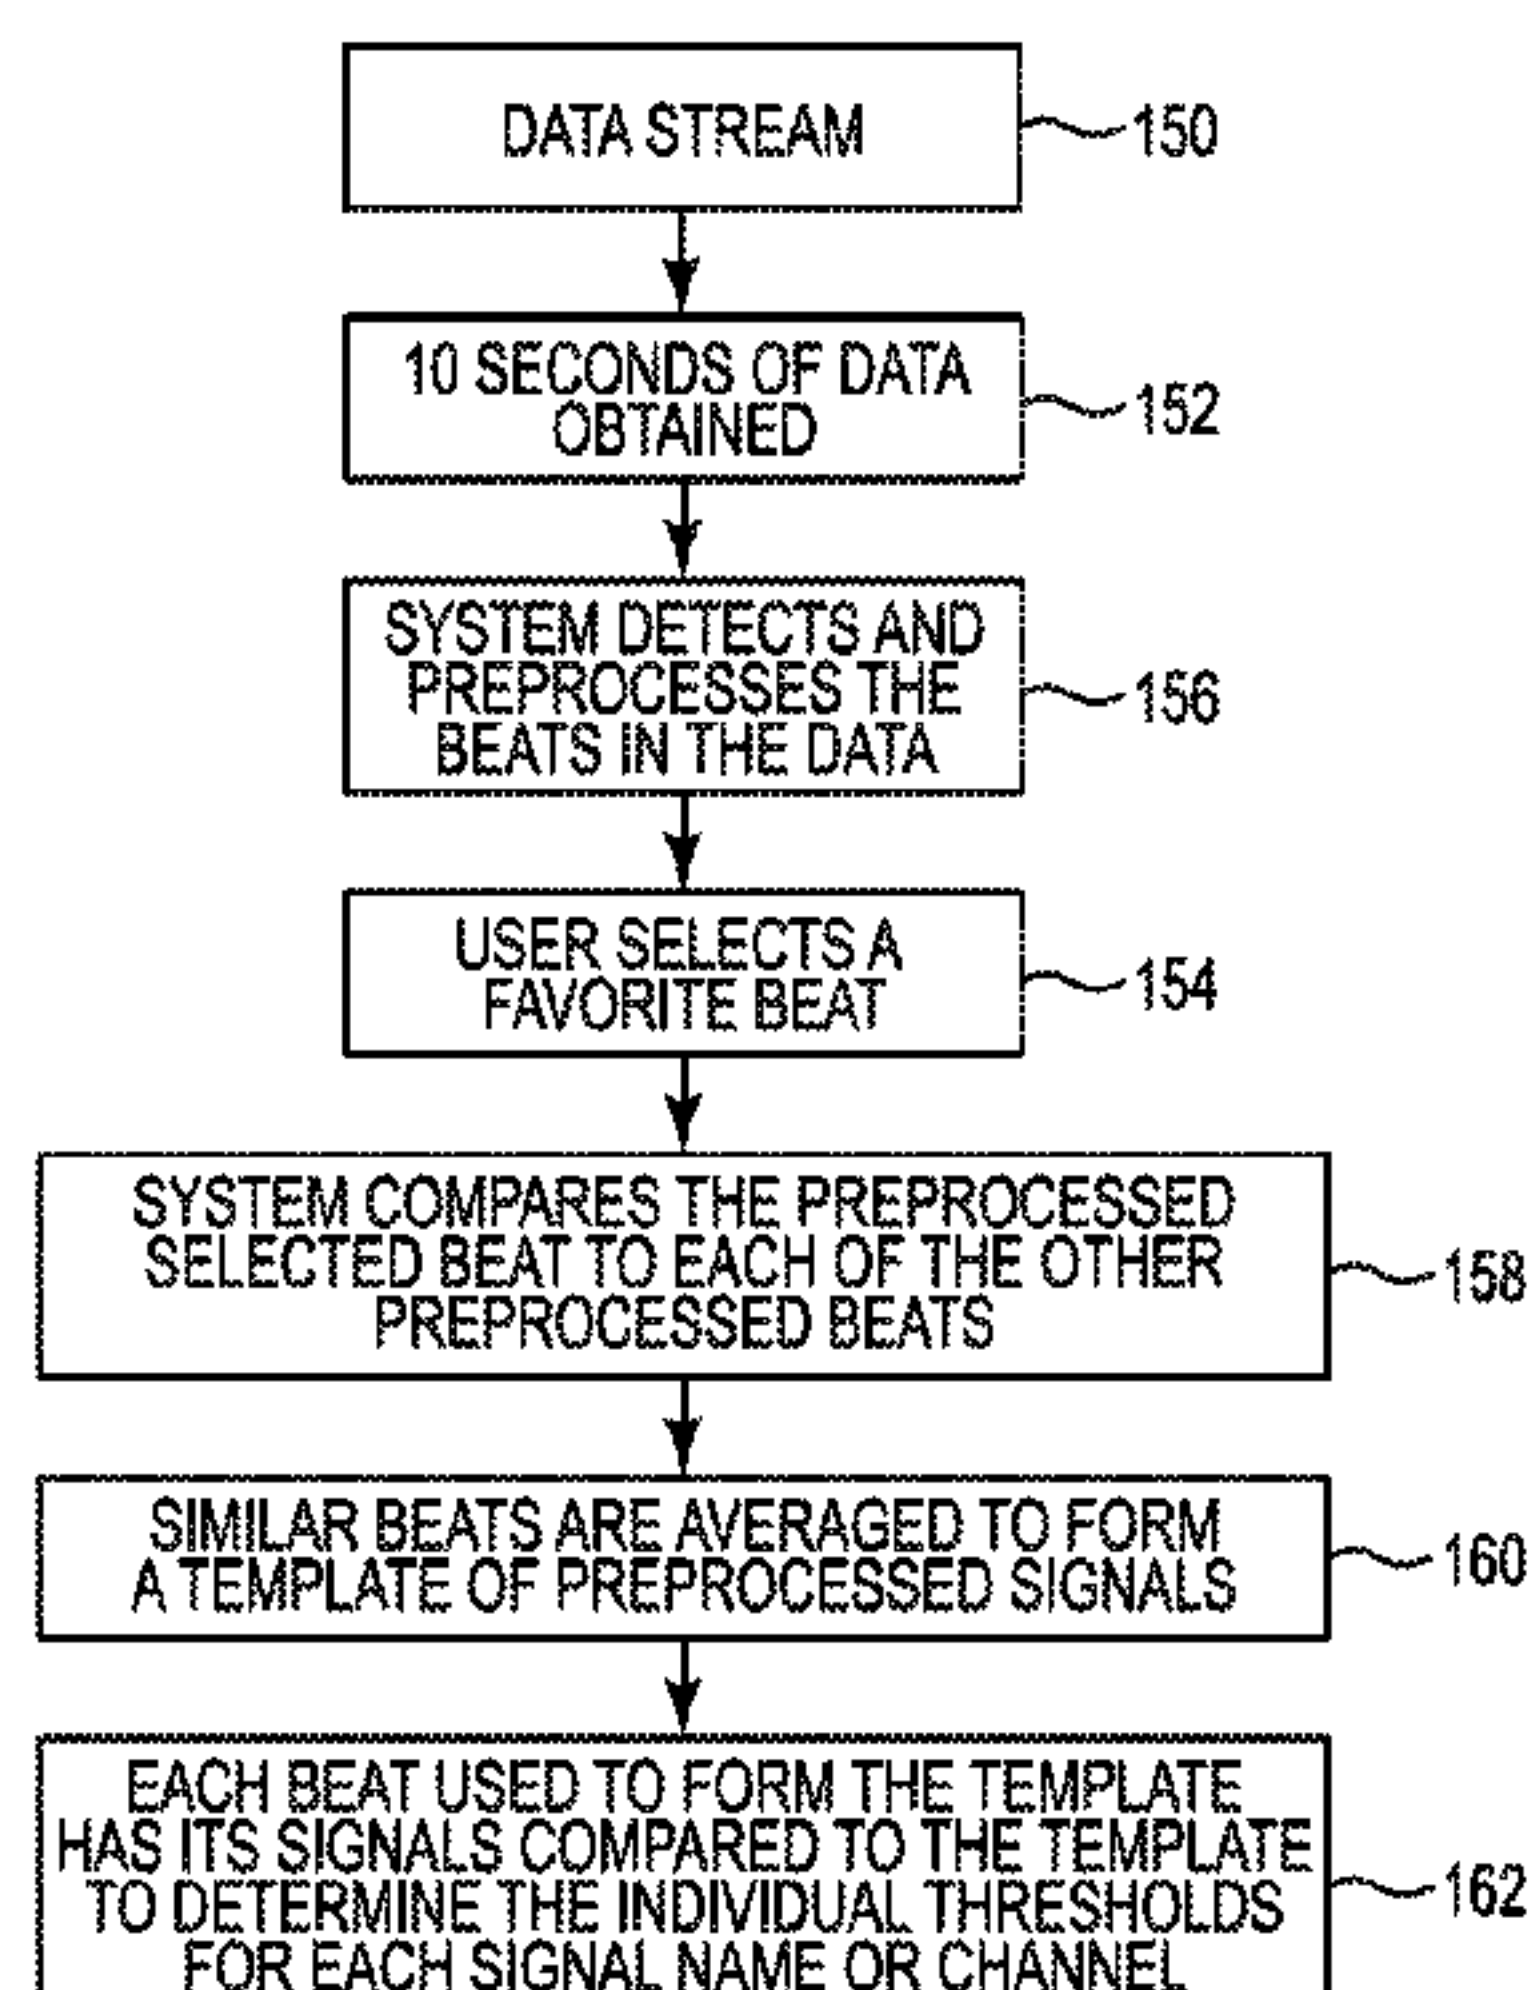 DATA STREAM
150
10 SECONDS OF DATA
OBTAINED
152
SYSTEM DETECTS AND
PREPROCESSES THE
BEATS IN THE DATA
156
USER SELECTS A
FAVORITE BEAT
154
SYSTEM COMPARES THE PREPROCESSED
SELECTED BEAT TO EACH OF THE OTHER
PREPROCESSED BEATS
158
SIMILAR BEATS ARE AVERAGED TO FORM
A TEMPLATE OF PREPROCESSED SIGNALS
160
EACH BEAT USED TO FORM THE TEMPLATE
HAS ITS SIGNALS COMPARED TO THE TEMPLATE
TO DETERMINE THE INDIVIDUAL THRESHOLDS
FOR EACH SIGNAL NAME OR CHANNEL
162